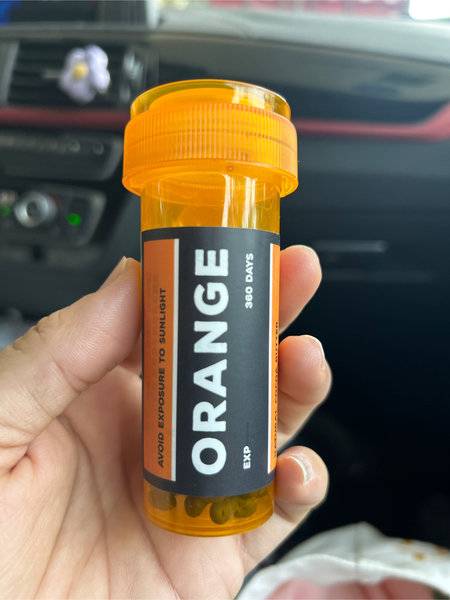 AVOID EXPOSURE TO SUNLIGHT
ORANGE
EXP
360 DAYS